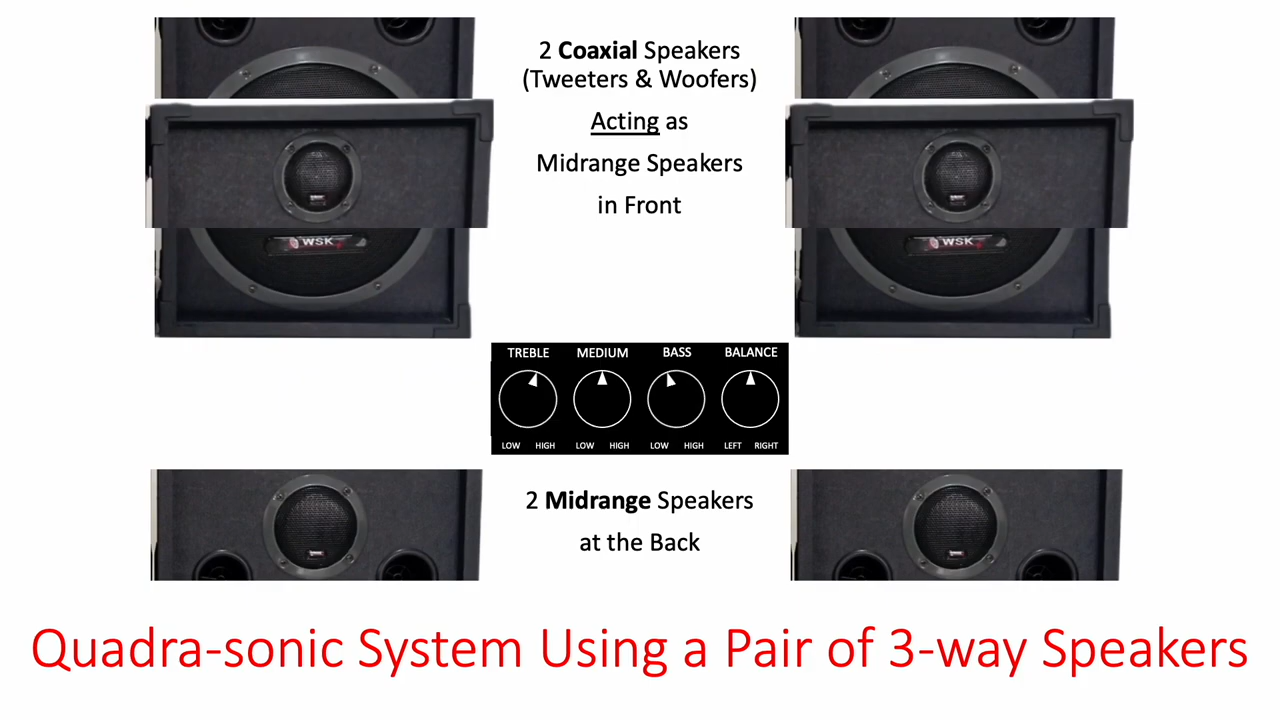 2 Coaxial Speakers
(Tweeters & Woofers)
Acting as
Midrange Speakers
in Front
WSK
WSK
TREBLE MEDIUM BASS BALANCE
LOW HIGH LOW HIGH LOW HIGH LEFT RIGHT
2 Midrange Speakers
at the Back
Quadra-sonic System Using a Pair of 3-way Speakers